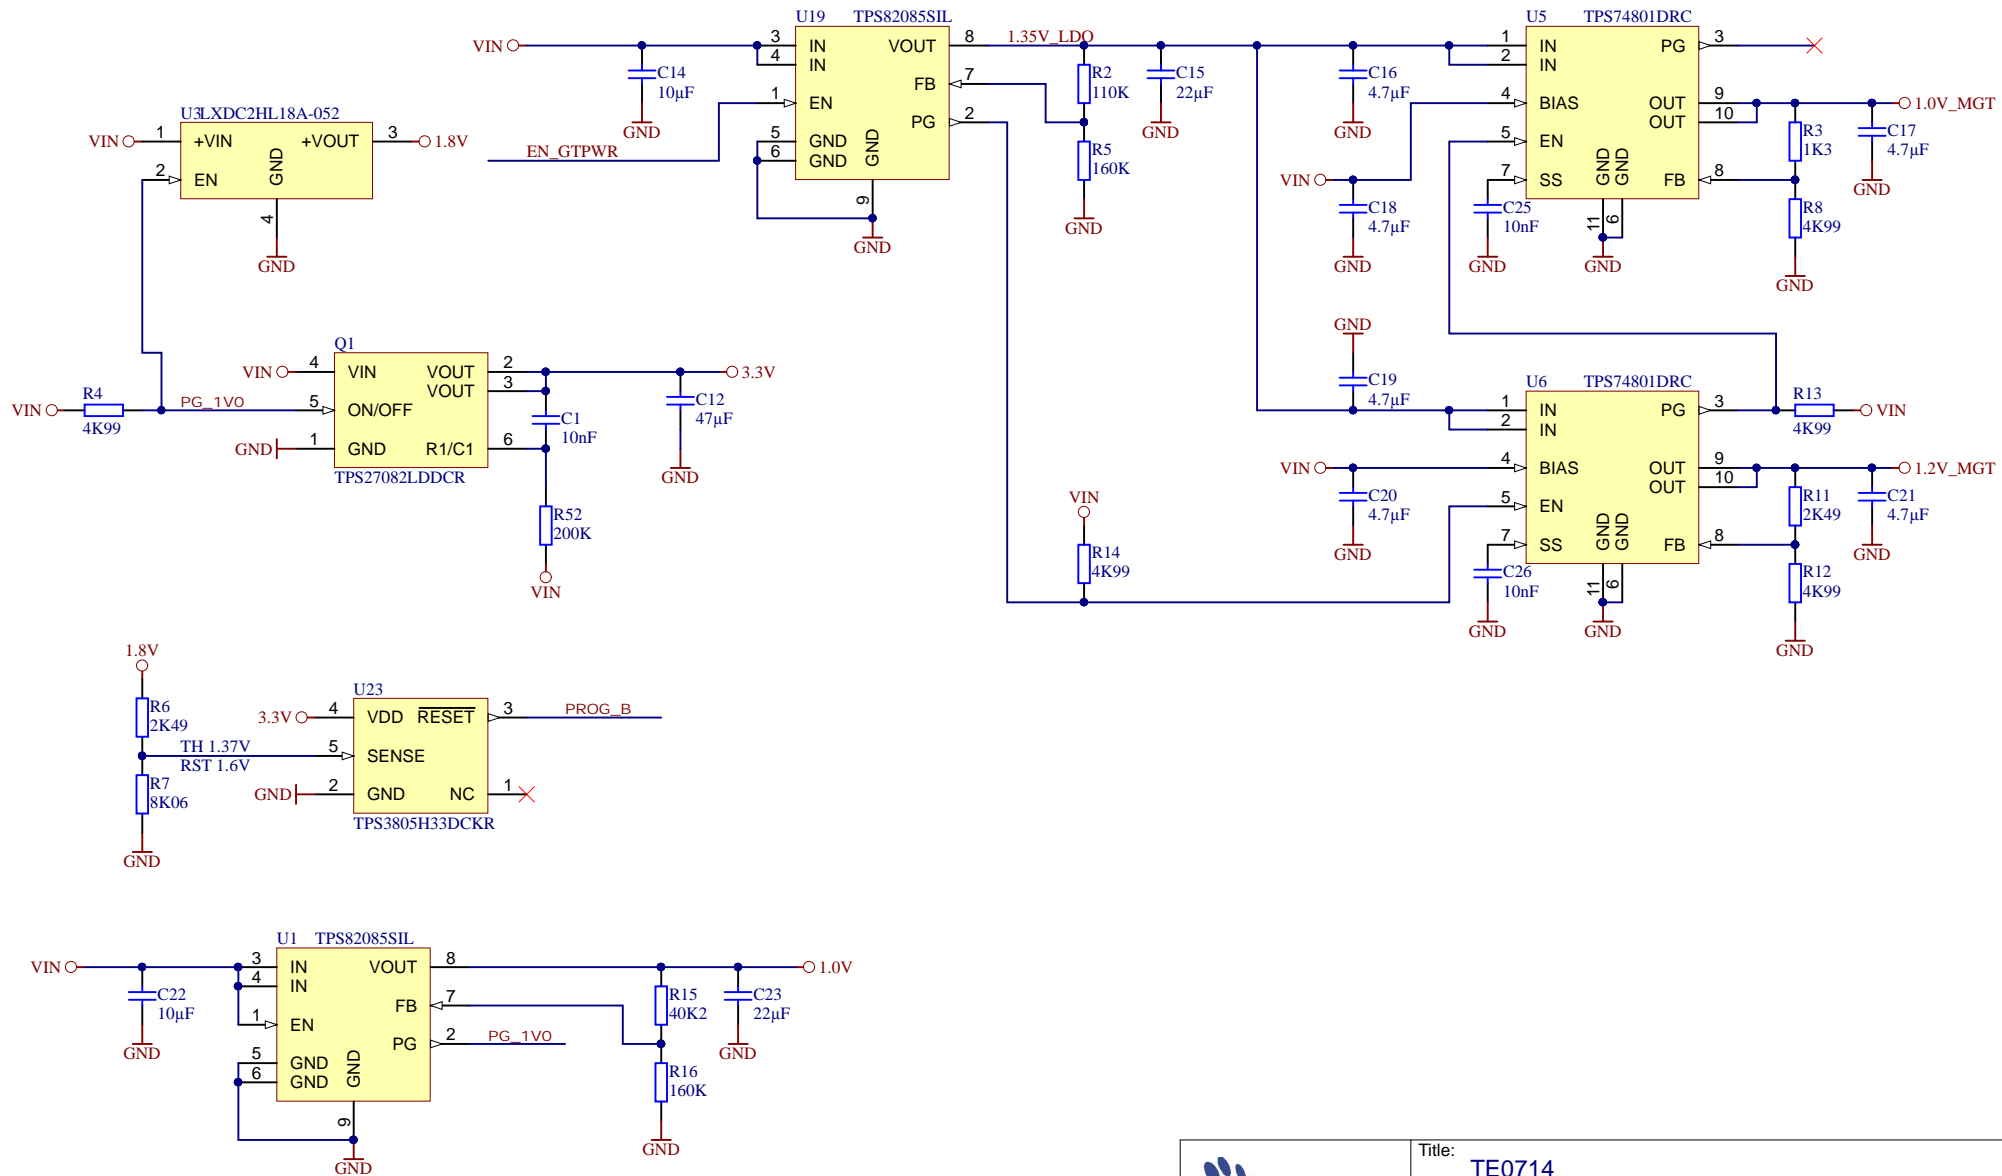 U19 TPS82085SIL
VIN
C14
10µF
GND
3 IN
4 IN
1 EN
5 GND
6 GND
GND
9
GND
VOUT 8
FB 7
PG 2
EN_GTPWR
1.35V_LDO
R2
110K
R5
160K
GND
C15
22µF
GND
C16
4.7µF
GND
U5 TPS74801DRC
1 IN
2 IN
4 BIAS
5 EN
7 SS
GND
GND
11
6
GND
PG 3
OUT 9
OUT 10
FB 8
1.0V_MGT
R3
1K3
R8
4K99
GND
C17
4.7µF
GND
VIN
C18
4.7µF
GND
C25
10nF
GND
U3LXDC2HL18A-052
VIN
1 +VIN
2 EN
GND
4
GND
+VOUT 3
1.8V
Q1
VIN
4 VIN
5 ON/OFF
GND
1 GND
VOUT 2
VOUT 3
R1/C1 6
TPS27082LDDCR
VIN
R4
4K99
PG_1V0
C1
10nF
C12
47µF
GND
3.3V
R52
200K
VIN
GND
C19
4.7µF
U6 TPS74801DRC
1 IN
2 IN
4 BIAS
5 EN
7 SS
GND
GND
11
6
GND
PG 3
OUT 9
OUT 10
FB 8
R13
4K99
VIN
1.2V_MGT
R11
2K49
R12
4K99
GND
C21
4.7µF
GND
VIN
C20
4.7µF
GND
C26
10nF
GND
VIN
R14
4K99
1.8V
R6
2K49
TH 1.37V
RST 1.6V
R7
8K06
GND
U23
3.3V
4 VDD
5 SENSE
GND
2 GND
RESET 3
NC 1
PROG_B
TPS3805H33DCKR
U1 TPS82085SIL
VIN
C22
10µF
GND
3 IN
4 IN
1 EN
5 GND
6 GND
GND
9
GND
VOUT 8
FB 7
PG 2
PG_1V0
R15
40K2
R16
160K
GND
C23
22µF
GND
1.0V
Title:
TE0714